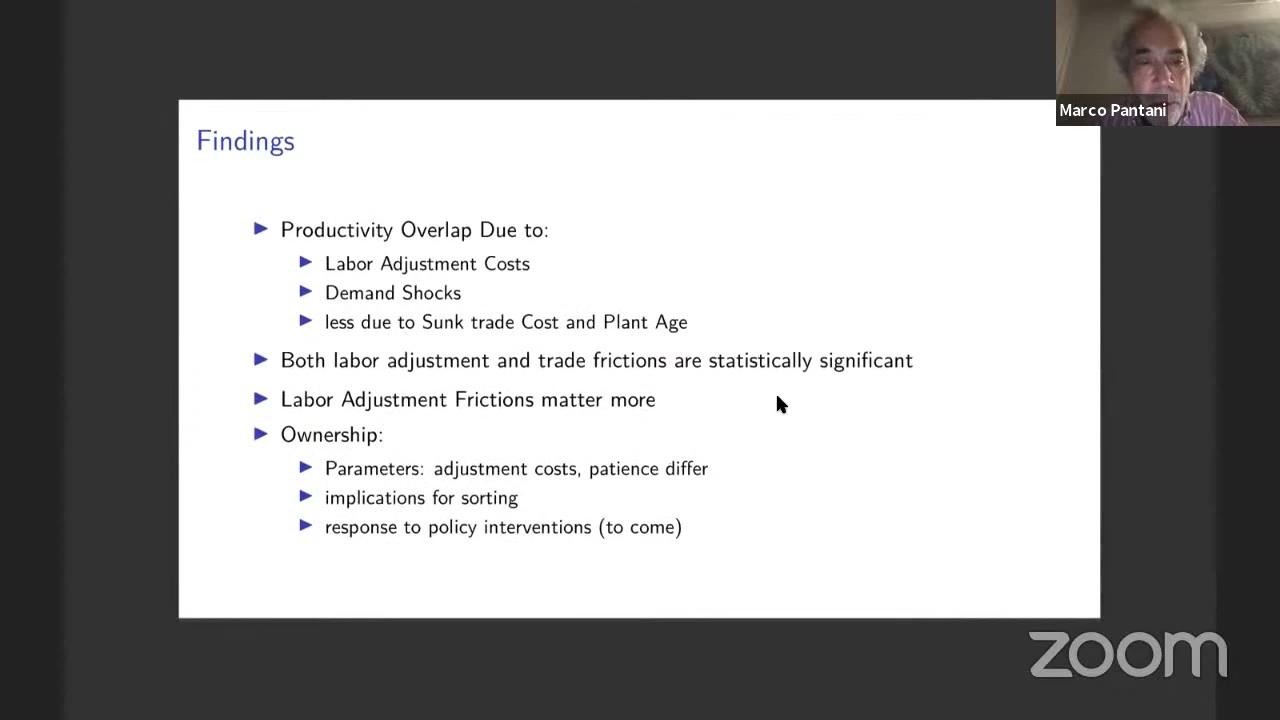 Marco Pantani
Findings
Productivity Overlap Due to:
Labor Adjustment Costs
Demand Shocks
less due to Sunk trade Cost and Plant Age
Both labor adjustment and trade frictions are statistically significant
Labor Adjustment Frictions matter more
Ownership:
Parameters: adjustment costs, patience differ
implications for sorting
response to policy interventions (to come)
zoom